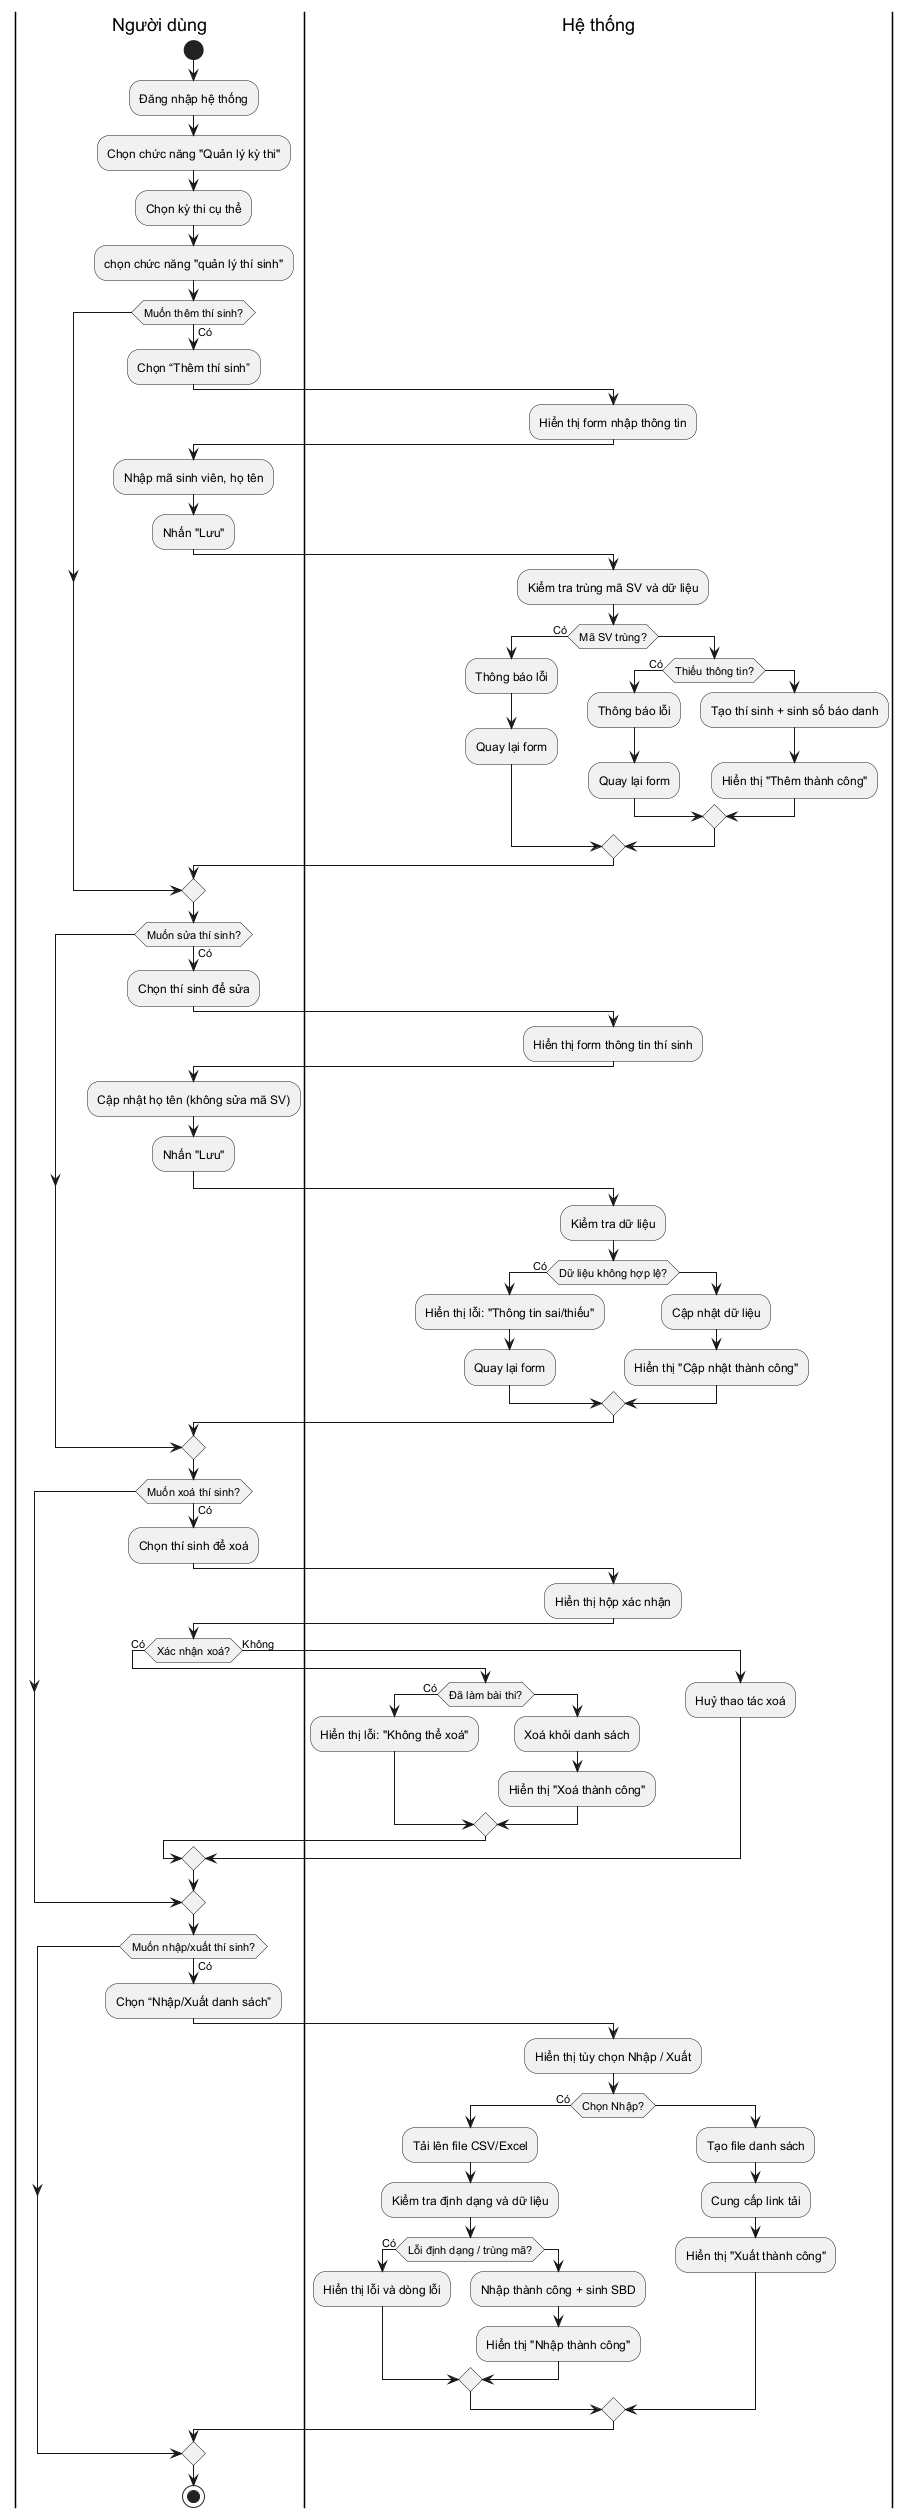 Người dùng
Hệ thống
Đăng nhập hệ thống
Chọn chức năng "Quản lý kỳ thi"
Chọn kỳ thi cụ thể
chọn chức năng "quản lý thí sinh"
Muốn thêm thí sinh?
Có
Chọn “Thêm thí sinh”
Hiển thị form nhập thông tin
Nhập mã sinh viên, họ tên
Nhấn "Lưu"
Kiểm tra trùng mã SV và dữ liệu
Có
Mã SV trùng?
Thông báo lỗi
Quay lại form
Có
Thiếu thông tin?
Thông báo lỗi
Quay lại form
Tạo thí sinh + sinh số báo danh
Hiển thị "Thêm thành công"
Muốn sửa thí sinh?
Có
Chọn thí sinh để sửa
Hiển thị form thông tin thí sinh
Cập nhật họ tên (không sửa mã SV)
Nhấn "Lưu"
Kiểm tra dữ liệu
Có
Dữ liệu không hợp lệ?
Hiển thị lỗi: "Thông tin sai/thiếu"
Quay lại form
Cập nhật dữ liệu
Hiển thị "Cập nhật thành công"
Muốn xoá thí sinh?
Có
Chọn thí sinh để xoá
Hiển thị hộp xác nhận
Có
Xác nhận xoá?
Không
Có
Đã làm bài thi?
Hiển thị lỗi: "Không thể xoá"
Xoá khỏi danh sách
Hiển thị "Xoá thành công"
Huỷ thao tác xoá
Muốn nhập/xuất thí sinh?
Có
Chọn “Nhập/Xuất danh sách”
Hiển thị tùy chọn Nhập / Xuất
Có
Chọn Nhập?
Tải lên file CSV/Excel
Kiểm tra định dạng và dữ liệu
Có
Lỗi định dạng / trùng mã?
Hiển thị lỗi và dòng lỗi
Nhập thành công + sinh SBD
Hiển thị "Nhập thành công"
Tạo file danh sách
Cung cấp link tải
Hiển thị "Xuất thành công"